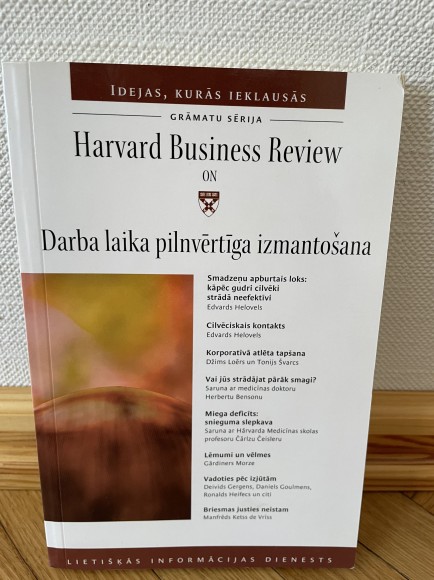 IDEJAS, KURĀS IEKLAUSĀS
GRĀMATU SĒRIJA
Harvard Business Review
ON
Darba laika pilnvērtīga izmantošana
Smadzeņu apburtais loks:
kāpēc gudri cilvēki
strādā neefektīvi
Edvards Helovels
Cilvēciskais kontakts
Edvards Helovels
Korporatīvā atlēta tapšana
Džims Loērs un Tonijs Švarcs
Vai jūs strādājat pārāk smagi?
Saruna ar medicīnas doktoru
Herbertu Bensonu
Miega deficīts:
snieguma slepkava
Saruna ar Hārvarda Medicīnas skolas
profesoru Čārlzu Čeisleru
Lēmumi un vēlmes
Gārdiners Morze
Vadoties pēc izjūtām
Deivids Gergens, Daniels Goulmens,
Ronalds Heifecs un citi
Briesmas justies neīstam
Manfrēds Ketss de Vrīss
LIETIŠĶĀS INFORMĀCIJAS DIENESTS